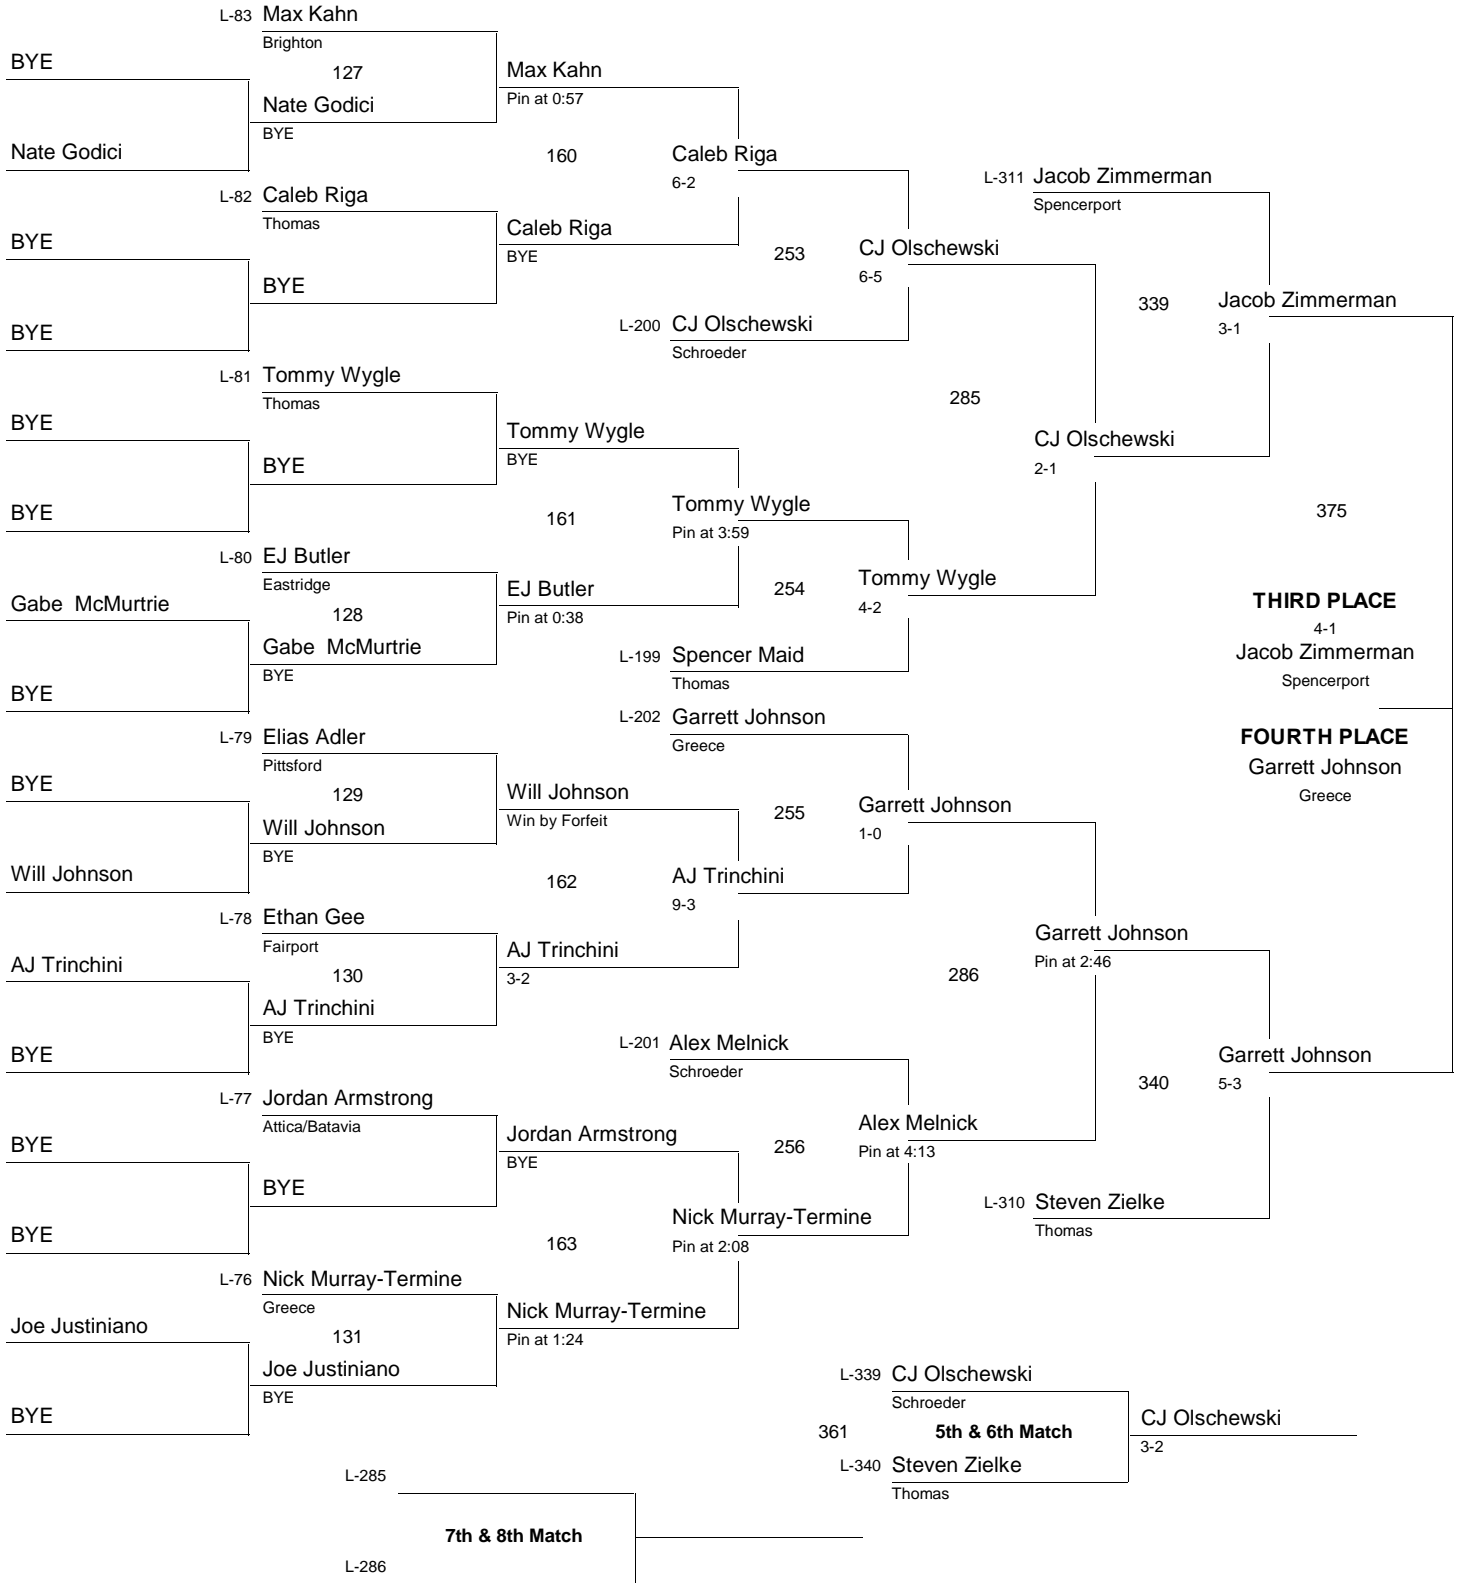 L-83 Max Kahn
Brighton
BYE
127
Max Kahn
Pin at 0:57
Nate Godici
BYE
Nate Godici
160
Caleb Riga
6-2
L-311 Jacob Zimmerman
Spencerport
L-82 Caleb Riga
Thomas
BYE
Caleb Riga
BYE
253
CJ Olschewski
6-5
BYE
339
Jacob Zimmerman
3-1
BYE
L-200 CJ Olschewski
Schroeder
L-81 Tommy Wygle
Thomas
285
BYE
Tommy Wygle
BYE
CJ Olschewski
2-1
BYE
BYE
161
Tommy Wygle
Pin at 3:59
375
L-80 EJ Butler
Eastridge
EJ Butler
Pin at 0:38
254
Tommy Wygle
4-2
Gabe  McMurtrie
128
THIRD PLACE
4-1
Jacob Zimmerman
Spencerport
Gabe  McMurtrie
BYE
L-199 Spencer Maid
Thomas
BYE
L-202 Garrett Johnson
Greece
L-79 Elias Adler
Pittsford
FOURTH PLACE
Garrett Johnson
Greece
BYE
129
Will Johnson
Win by Forfeit
255
Garrett Johnson
1-0
Will Johnson
BYE
Will Johnson
162
AJ Trinchini
9-3
L-78 Ethan Gee
Fairport
Garrett Johnson
Pin at 2:46
AJ Trinchini
130
AJ Trinchini
3-2
286
AJ Trinchini
BYE
BYE
L-201 Alex Melnick
Schroeder
Garrett Johnson
5-3
340
L-77 Jordan Armstrong
Attica/Batavia
BYE
Jordan Armstrong
BYE
256
Alex Melnick
Pin at 4:13
BYE
L-310 Steven Zielke
Thomas
BYE
163
Nick Murray-Termine
Pin at 2:08
L-76 Nick Murray-Termine
Greece
Joe Justiniano
131
Nick Murray-Termine
Pin at 1:24
Joe Justiniano
BYE
BYE
L-339 CJ Olschewski
Schroeder
361
5th & 6th Match
CJ Olschewski
3-2
L-340 Steven Zielke
Thomas
L-285
7th & 8th Match
L-286